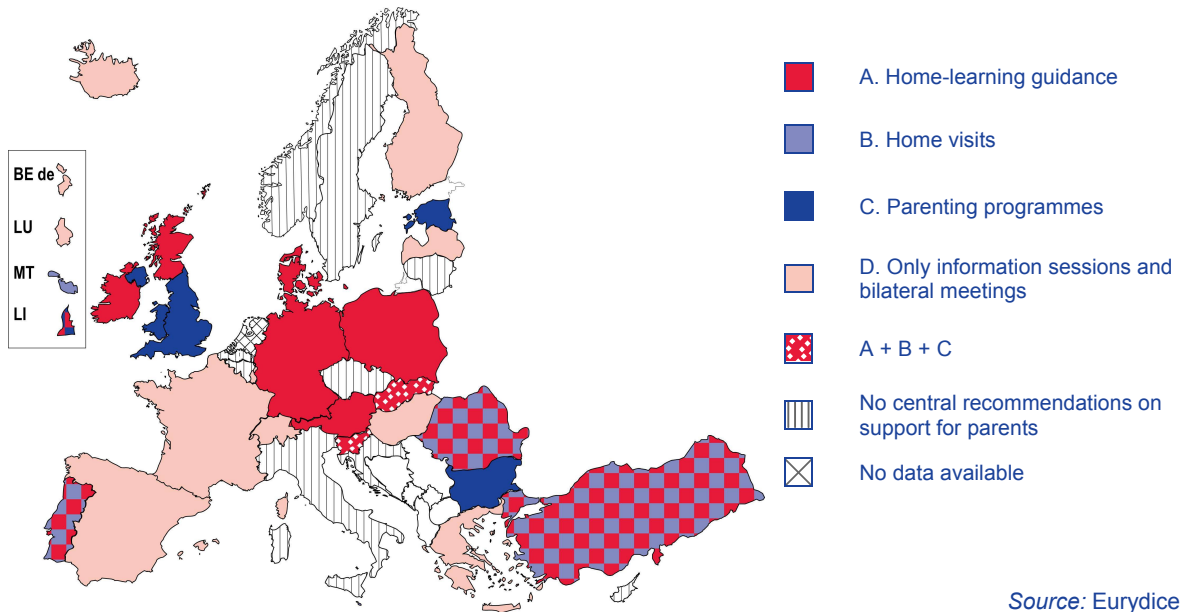 BE de
LU
MT
LI
A. Home-learning guidance
B. Home visits
C. Parenting programmes
D. Only information sessions and
bilateral meetings
A + B + C
No central recommendations on
support for parents
No data available
Source: Eurydice